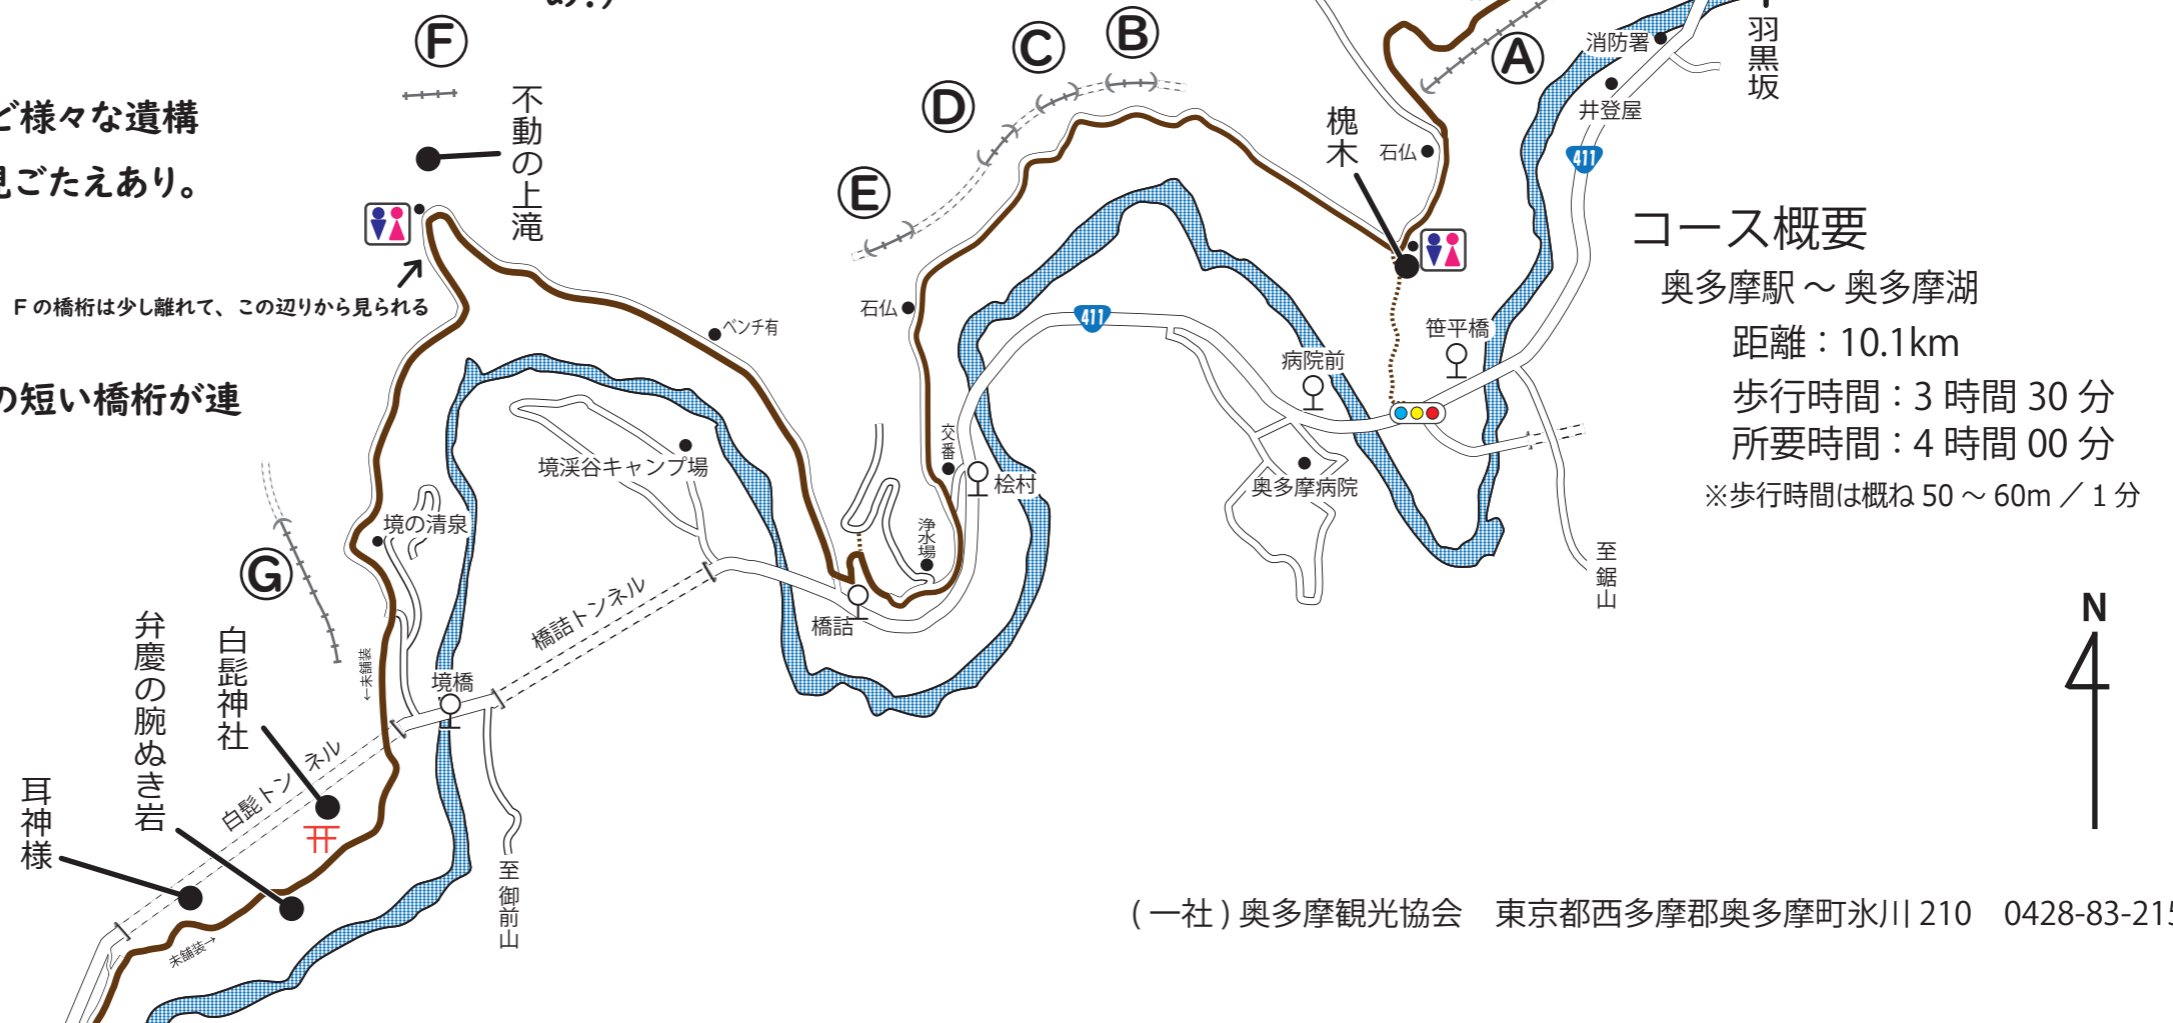 F
C
B
A
D
E
G
ど様々な遺構
見ごたえあり。
の短い橋桁が連
不動の上滝
Fの橋桁は少し離れて、この辺りから見られる
ベンチ有
石仏
槐木
石仏
消防署
井登屋
羽黒坂
411
411
笹平橋
病院前
奥多摩病院
至鋸山
交番
桧村
浄水場
橋詰
橋詰トンネル
境渓谷キャンプ場
境の清泉
←未舗装
境橋
至御前山
白髭トンネル
白髭神社
弁慶の腕ぬき岩
耳神様
未舗装→
コース概要
奥多摩駅～奥多摩湖
距離：10.1km
歩行時間：3時間30分
所要時間：4時間00分
※歩行時間は概ね50～60m／1分
N
(一社)奥多摩観光協会　東京都西多摩郡奥多摩町氷川210　0428-83-215